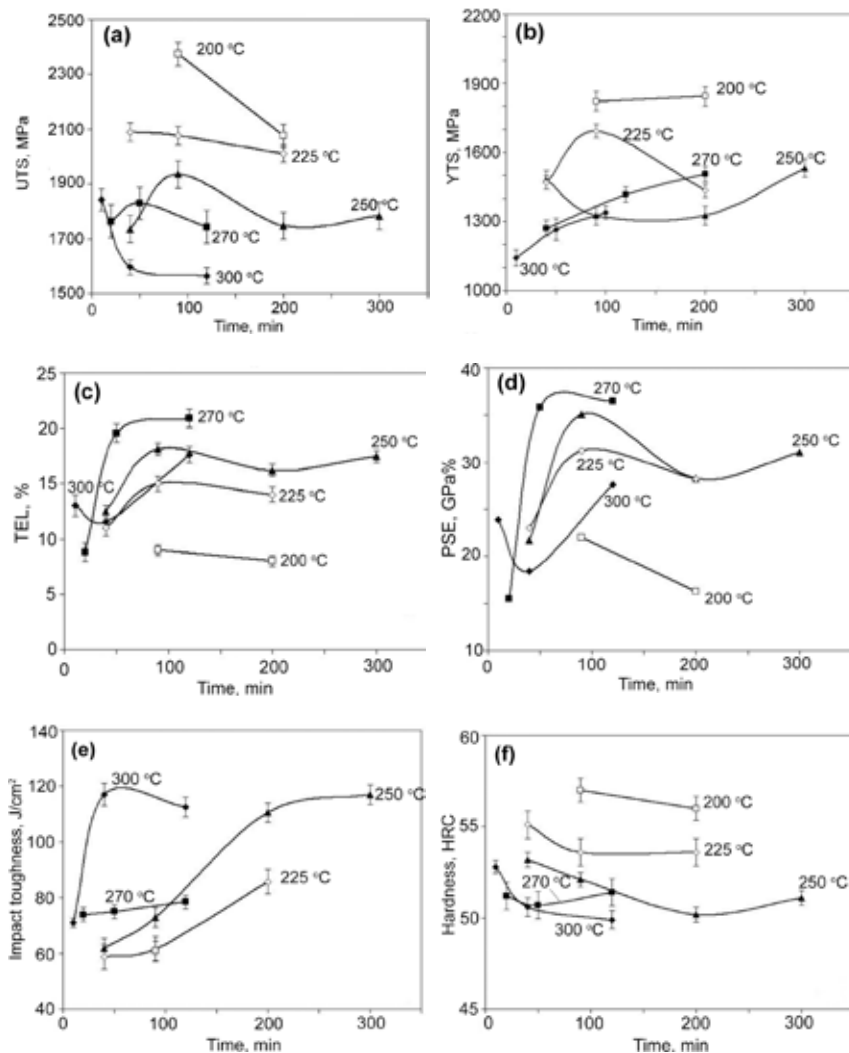 (a)
UTS, MPa
2500
2300
2100
1900
1700
1500
0
100
200
300
Time, min
200 °C
225 °C
250 °C
270 °C
300 °C
(b)
YTS, MPa
2100
1900
1700
1500
1300
1100
0
100
200
300
Time, min
200 °C
225 °C
270 °C
250 °C
300 °C
(c)
TEL, %
25
20
15
10
5
0
0
100
200
300
Time, min
270 °C
250 °C
300 °C
225 °C
200 °C
(d)
PSE, GPa%
40
30
20
10
0
100
200
300
Time, min
270 °C
250 °C
225 °C
300 °C
200 °C
(e)
Impact toughness, J/cm²
140
120
100
80
60
40
0
100
200
300
Time, min
300 °C
250 °C
270 °C
225 °C
(f)
Hardness, HRC
60
55
50
45
0
100
200
300
Time, min
200 °C
225 °C
250 °C
270 °C
300 °C